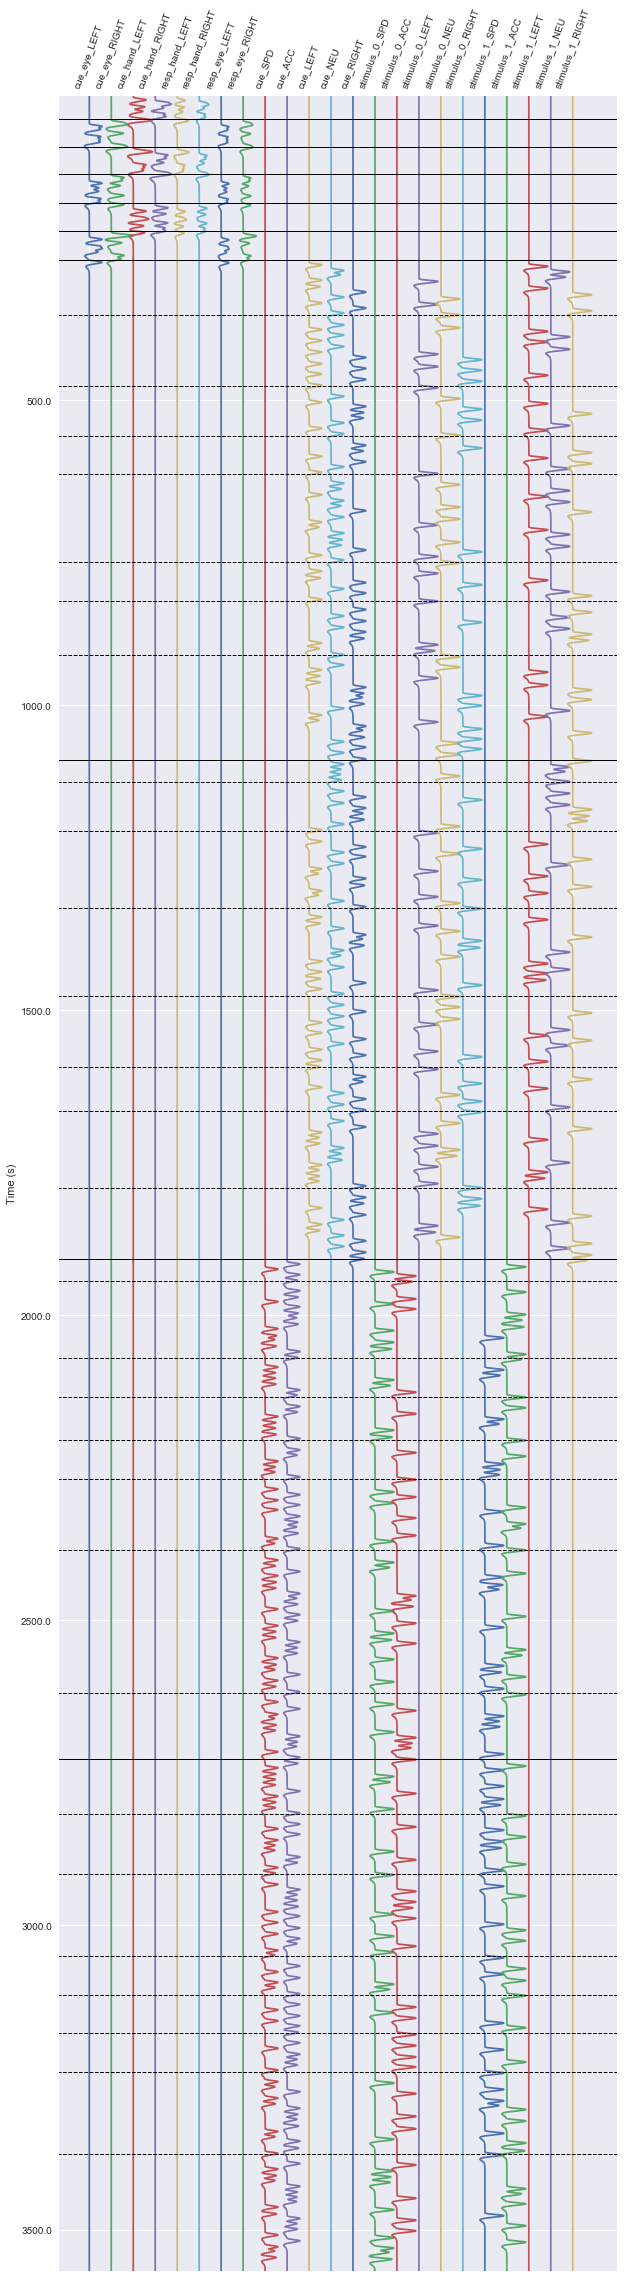 cue_eye_LEFT
cue_eye_RIGHT
cue_hand_LEFT
cue_hand_RIGHT
resp_hand_LEFT
resp_hand_RIGHT
resp_eye_LEFT
resp_eye_RIGHT
cue_SPD
cue_ACC
cue_LEFT
cue_NEU
cue_RIGHT
stimulus_0_SPD
stimulus_0_ACC
stimulus_0_LEFT
stimulus_0_NEU
stimulus_0_RIGHT
stimulus_1_SPD
stimulus_1_ACC
stimulus_1_LEFT
stimulus_1_NEU
stimulus_1_RIGHT
500.0
1000.0
1500.0
Time (s)
2000.0
2500.0
3000.0
3500.0